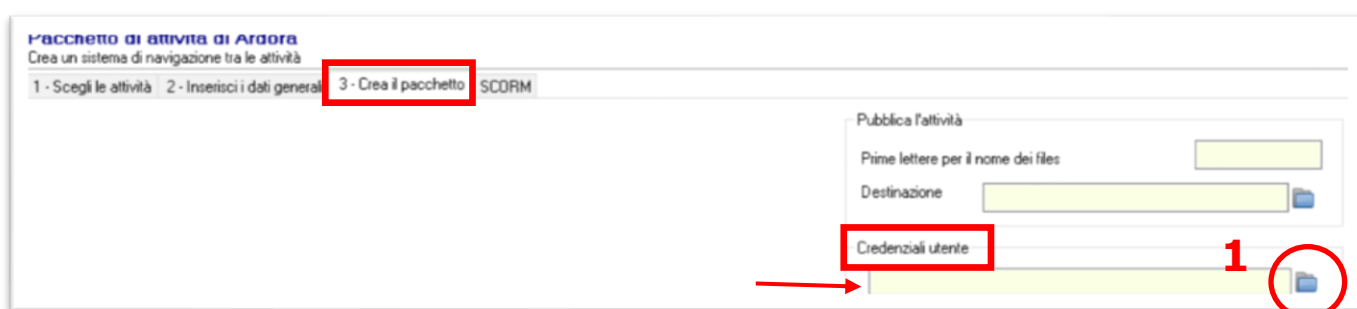 Pacchetto di attività di Ardora
Crea un sistema di navigazione tra le attività
1 - Scegli le attività 2 - Inserisci i dati generali 3 - Crea il pacchetto SCORM
Pubblica l'attività
Prime lettere per il nome dei files
Destinazione
Credenziali utente
1